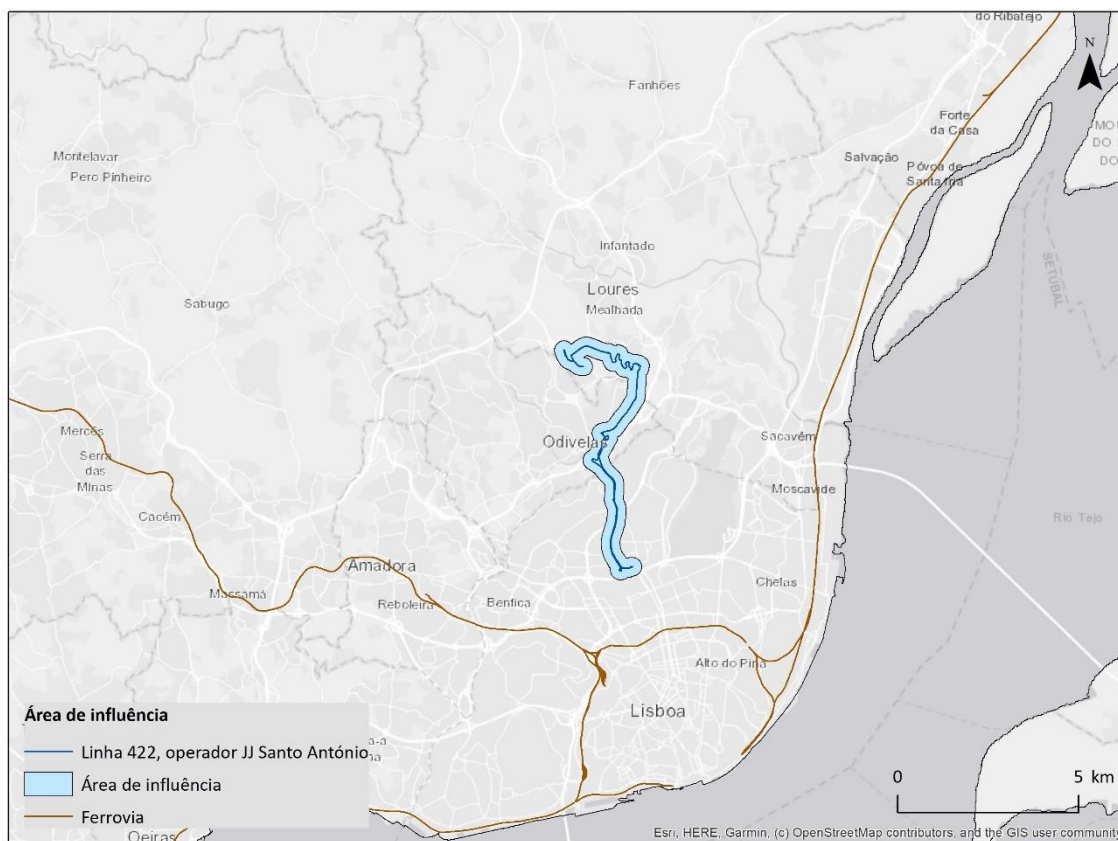 do Ribatejo
N
Fanhões
Forte
da Casa
MOU
DO
DO
Montelavar
Pero Pinheiro
Salvação
Póvoa de
Santa Iria
Infantado
SETÚBAL
Loures
Mealhada
Sabugo
Mercês
Serra
das
Minas
Odivelas
Sacavém
Moscavide
Rio Tejo
Cacém
Amadora
Massamá
Reboleira
Benfica
Chelas
Alto do Pina
Lisboa
Área de influência
Linha 422, operador JJ Santo António
Área de influência
Ferrovia
Oeiras
0 5 km
Esri, HERE, Garmin, (c) OpenStreetMap contributors, and the GIS user community